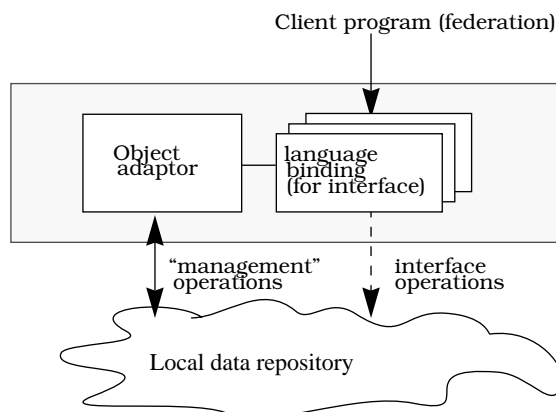 Client program (federation)
Object
adaptor
language
binding
(for interface)
“management”
operations
interface
operations
Local data repository